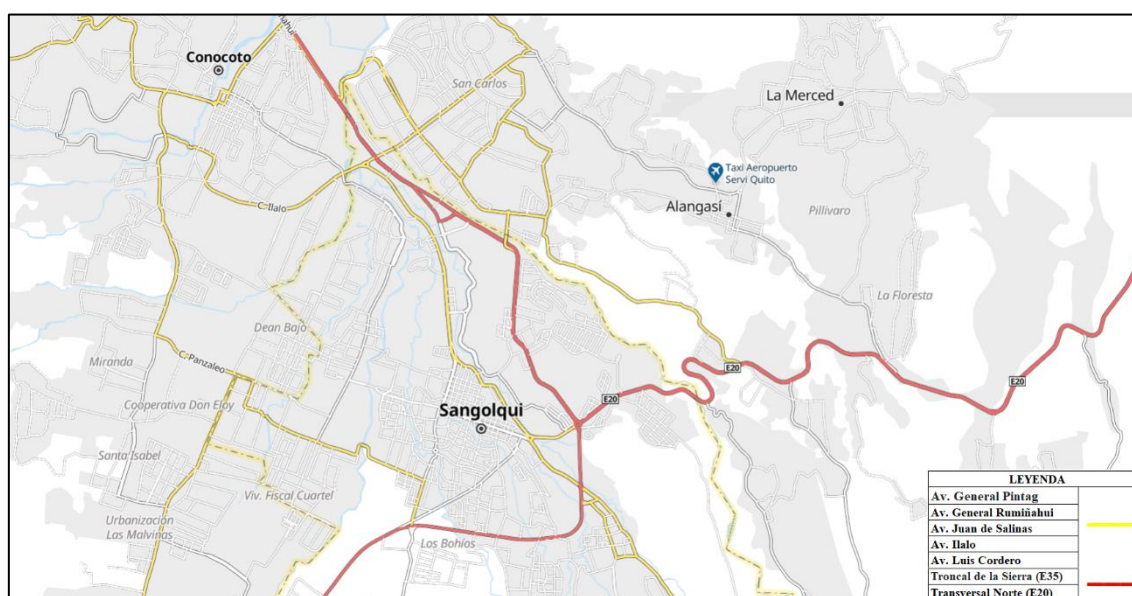 ñahui
Conocoto
San Carlos
La Merced
Taxi Aeropuerto
Servi Quito
Alangasí
Pillivaro
C. Ilalo
La Floresta
Dean Bajo
Miranda
C. Panzaleo
E20
E20
E20
Cooperativa Don Eloy
Sangolqui
Santa Isabel
Viv. Fiscal Cuartel
Urbanización
Las Malvinas
Los Bohíos
LEYENDA
Av. General Pintag
Av. General Rumiñahui
Av. Juan de Salinas
Av. Ilalo
Av. Luis Cordero
Troncal de la Sierra (E35)
Transversal Norte (E20)